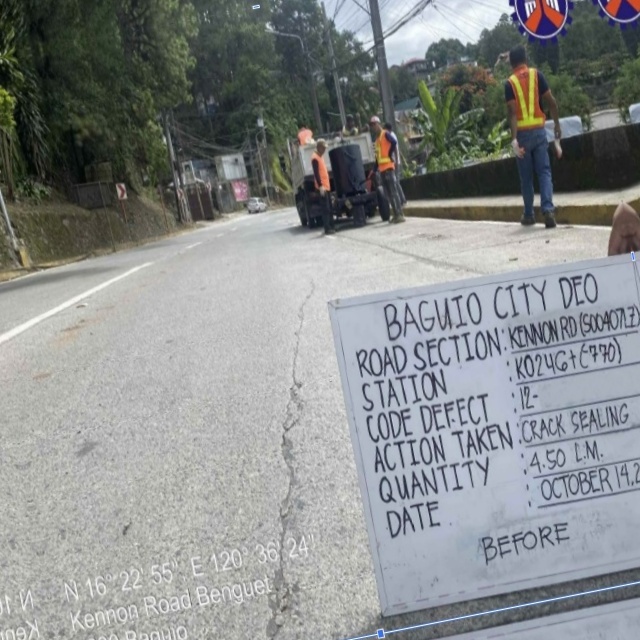 BAGUIO CITY DEO
ROAD SECTION: KENNON RD (S00407LZ)
STATION K0246+(-770)
CODE DEFECT 12-
ACTION TAKEN CRACK SEALING
QUANTITY 4.50 L.M.
DATE OCTOBER 14, 2
BEFORE
N 16° 22' 55" E 120° 36' 24"
Kennon Road Benguet
Baguio